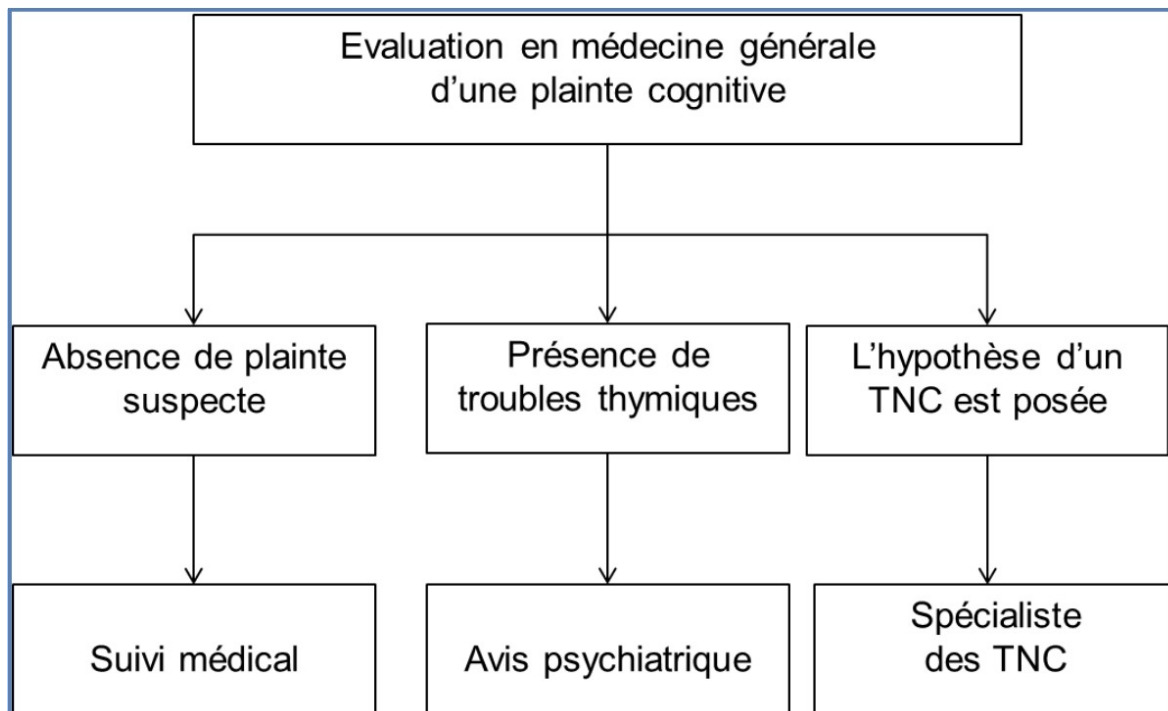 Evaluation en médecine générale
d’une plainte cognitive
Absence de plainte
suspecte
Présence de
troubles thymiques
L’hypothèse d’un
TNC est posée
Suivi médical
Avis psychiatrique
Spécialiste
des TNC